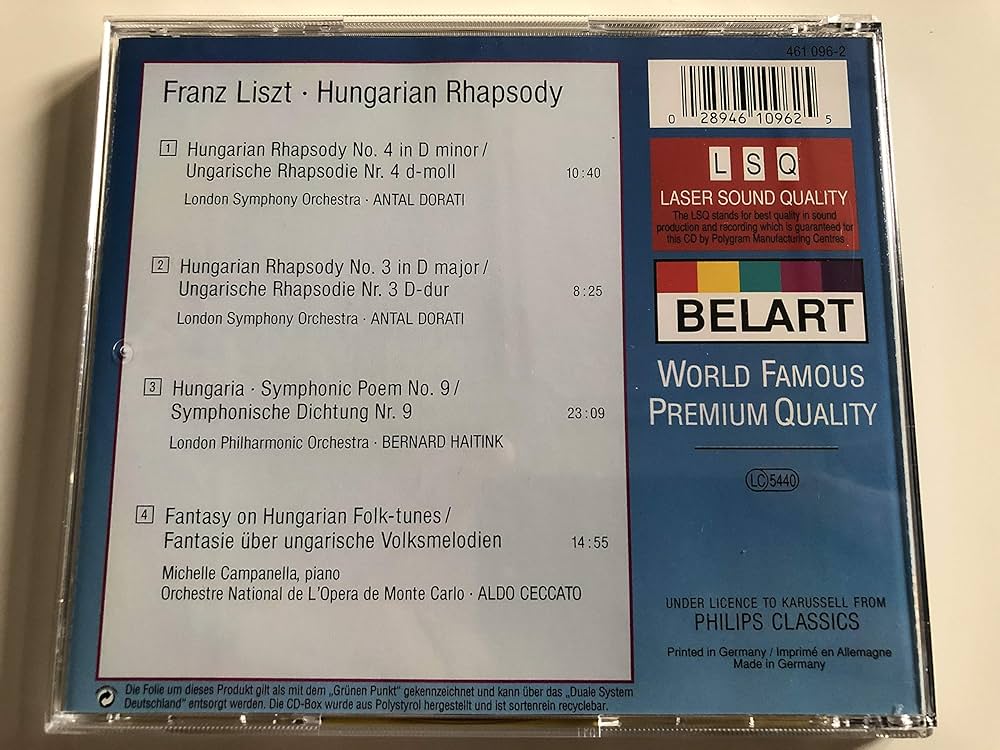 461 096-2
Franz Liszt · Hungarian Rhapsody
1 Hungarian Rhapsody No. 4 in D minor /
Ungarische Rhapsodie Nr. 4 d-moll 10:40
London Symphony Orchestra · ANTAL DORATI
2 Hungarian Rhapsody No. 3 in D major /
Ungarische Rhapsodie Nr. 3 D-dur 8:25
London Symphony Orchestra · ANTAL DORATI
3 Hungaria · Symphonic Poem No. 9 /
Symphonische Dichtung Nr. 9 23:09
London Philharmonic Orchestra · BERNARD HAITINK
4 Fantasy on Hungarian Folk-tunes /
Fantasie über ungarische Volksmelodien 14:55
Michelle Campanella, piano
Orchestre National de L'Opera de Monte Carlo · ALDO CECCATO
0 28946 10962 5
LSQ
LASER SOUND QUALITY
The LSQ stands for best quality in sound
production and recording which is guaranteed for
this CD by Polygram Manufacturing Centres
BELART
WORLD FAMOUS
PREMIUM QUALITY
LC 5440
UNDER LICENCE TO KARUSSELL FROM
PHILIPS CLASSICS
Printed in Germany / Imprimé en Allemagne
Made in Germany
Die Folie um dieses Produkt gilt als mit dem „Grünen Punkt" gekennzeichnet und kann über das „Duale System
Deutschland" entsorgt werden. Die CD-Box wurde aus Polystyrol hergestellt und ist sortenrein recyclebar.